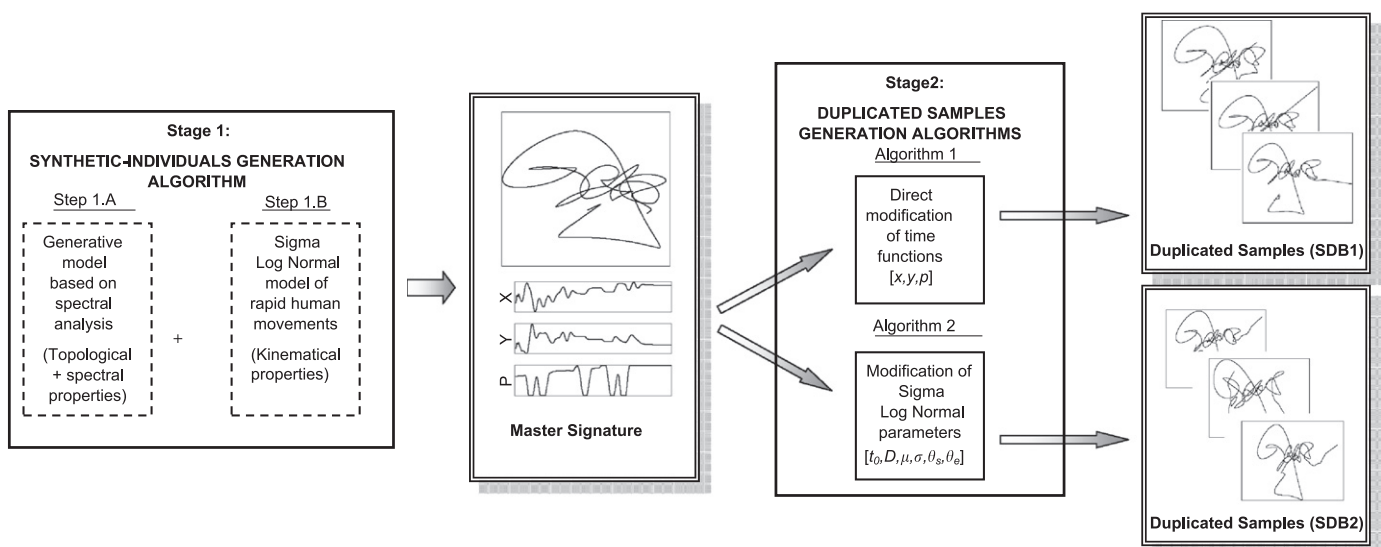 Stage 1:
SYNTHETIC-INDIVIDUALS GENERATION
ALGORITHM
Step 1.A
Generative
model
based on
spectral
analysis
(Topological
+ spectral
properties)
+
Step 1.B
Sigma
Log Normal
model of
rapid human
movements
(Kinematical
properties)
X
Y
P
Master Signature
Stage2:
DUPLICATED SAMPLES
GENERATION ALGORITHMS
Algorithm 1
Direct
modification
of time
functions
[x,y,p]
Algorithm 2
Modification of
Sigma
Log Normal
parameters
[t₀,D,μ,σ,θₛ,θₑ]
Duplicated Samples (SDB1)
Duplicated Samples (SDB2)